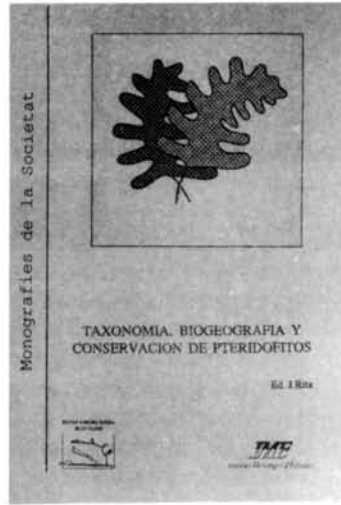 Monografies de la Societat
TAXONOMIA, BIOGEOGRAFIA Y
CONSERVACION DE PTERIDOFITOS
Ed. J. Rita
IME